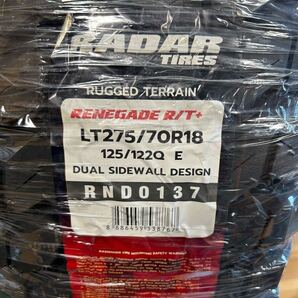 RADAR
TIRES
RUGGED TERRAIN
RENEGADE R/T+
LT275/70R18
125/122Q E
DUAL SIDEWALL DESIGN
RND0137